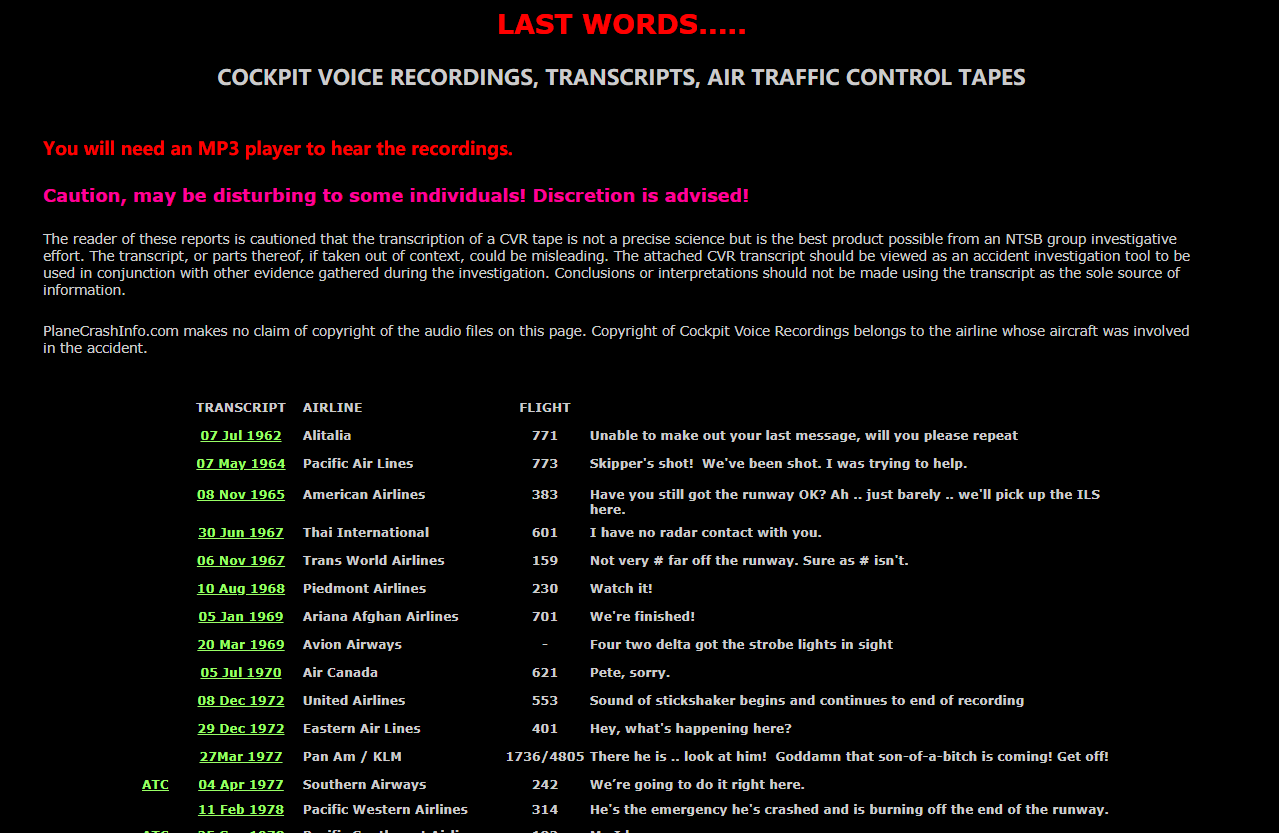 LAST WORDS.....
COCKPIT VOICE RECORDINGS, TRANSCRIPTS, AIR TRAFFIC CONTROL TAPES
You will need an MP3 player to hear the recordings.
Caution, may be disturbing to some individuals! Discretion is advised!
The reader of these reports is cautioned that the transcription of a CVR tape is not a precise science but is the best product possible from an NTSB group investigative
effort. The transcript, or parts thereof, if taken out of context, could be misleading. The attached CVR transcript should be viewed as an accident investigation tool to be
used in conjunction with other evidence gathered during the investigation. Conclusions or interpretations should not be made using the transcript as the sole source of
information.
PlaneCrashInfo.com makes no claim of copyright of the audio files on this page. Copyright of Cockpit Voice Recordings belongs to the airline whose aircraft was involved
in the accident.
TRANSCRIPT AIRLINE FLIGHT
07 Jul 1962 Alitalia 771 Unable to make out your last message, will you please repeat
07 May 1964 Pacific Air Lines 773 Skipper's shot! We've been shot. I was trying to help.
08 Nov 1965 American Airlines 383 Have you still got the runway OK? Ah .. just barely .. we'll pick up the ILS
here.
30 Jun 1967 Thai International 601 I have no radar contact with you.
06 Nov 1967 Trans World Airlines 159 Not very # far off the runway. Sure as # isn't.
10 Aug 1968 Piedmont Airlines 230 Watch it!
05 Jan 1969 Ariana Afghan Airlines 701 We're finished!
20 Mar 1969 Avion Airways - Four two delta got the strobe lights in sight
05 Jul 1970 Air Canada 621 Pete, sorry.
08 Dec 1972 United Airlines 553 Sound of stickshaker begins and continues to end of recording
29 Dec 1972 Eastern Air Lines 401 Hey, what's happening here?
27Mar 1977 Pan Am / KLM 1736/4805 There he is .. look at him! Goddamn that son-of-a-bitch is coming! Get off!
ATC 04 Apr 1977 Southern Airways 242 We’re going to do it right here.
11 Feb 1978 Pacific Western Airlines 314 He's the emergency he's crashed and is burning off the end of the runway.